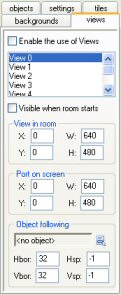 objects settings tiles
backgrounds views
Enable the use of Views
View 0
View 1
View 2
View 3
View 4
Visible when room starts
View in room
X: 0 W: 640
Y: 0 H: 480
Port on screen
X: 0 W: 640
Y: 0 H: 480
Object following
<no object>
Hbor: 32 Hsp: -1
Vbor: 32 Vsp: -1